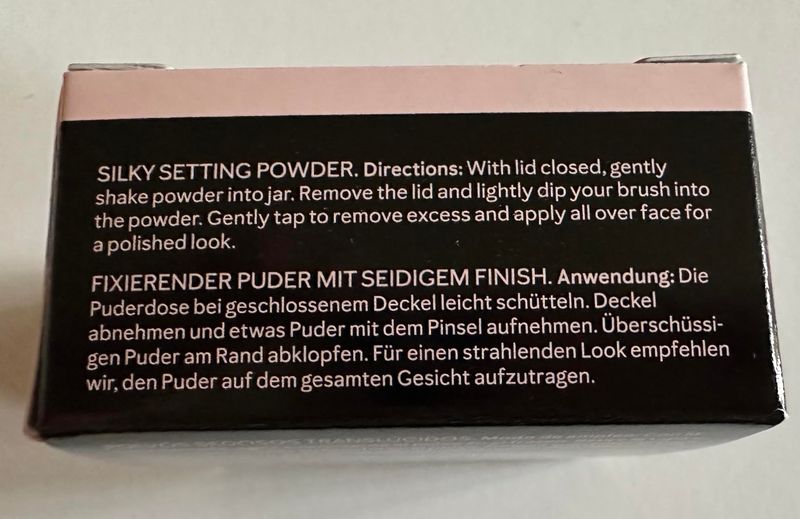 SILKY SETTING POWDER. Directions: With lid closed, gently
shake powder into jar. Remove the lid and lightly dip your brush into
the powder. Gently tap to remove excess and apply all over face for
a polished look.
FIXIERENDER PUDER MIT SEIDIGEM FINISH. Anwendung: Die
Puderdose bei geschlossenem Deckel leicht schütteln. Deckel
abnehmen und etwas Puder mit dem Pinsel aufnehmen. Überschüssi-
gen Puder am Rand abklopfen. Für einen strahlenden Look empfehlen
wir, den Puder auf dem gesamten Gesicht aufzutragen.
TRANSLÚCIDOS. Modo de